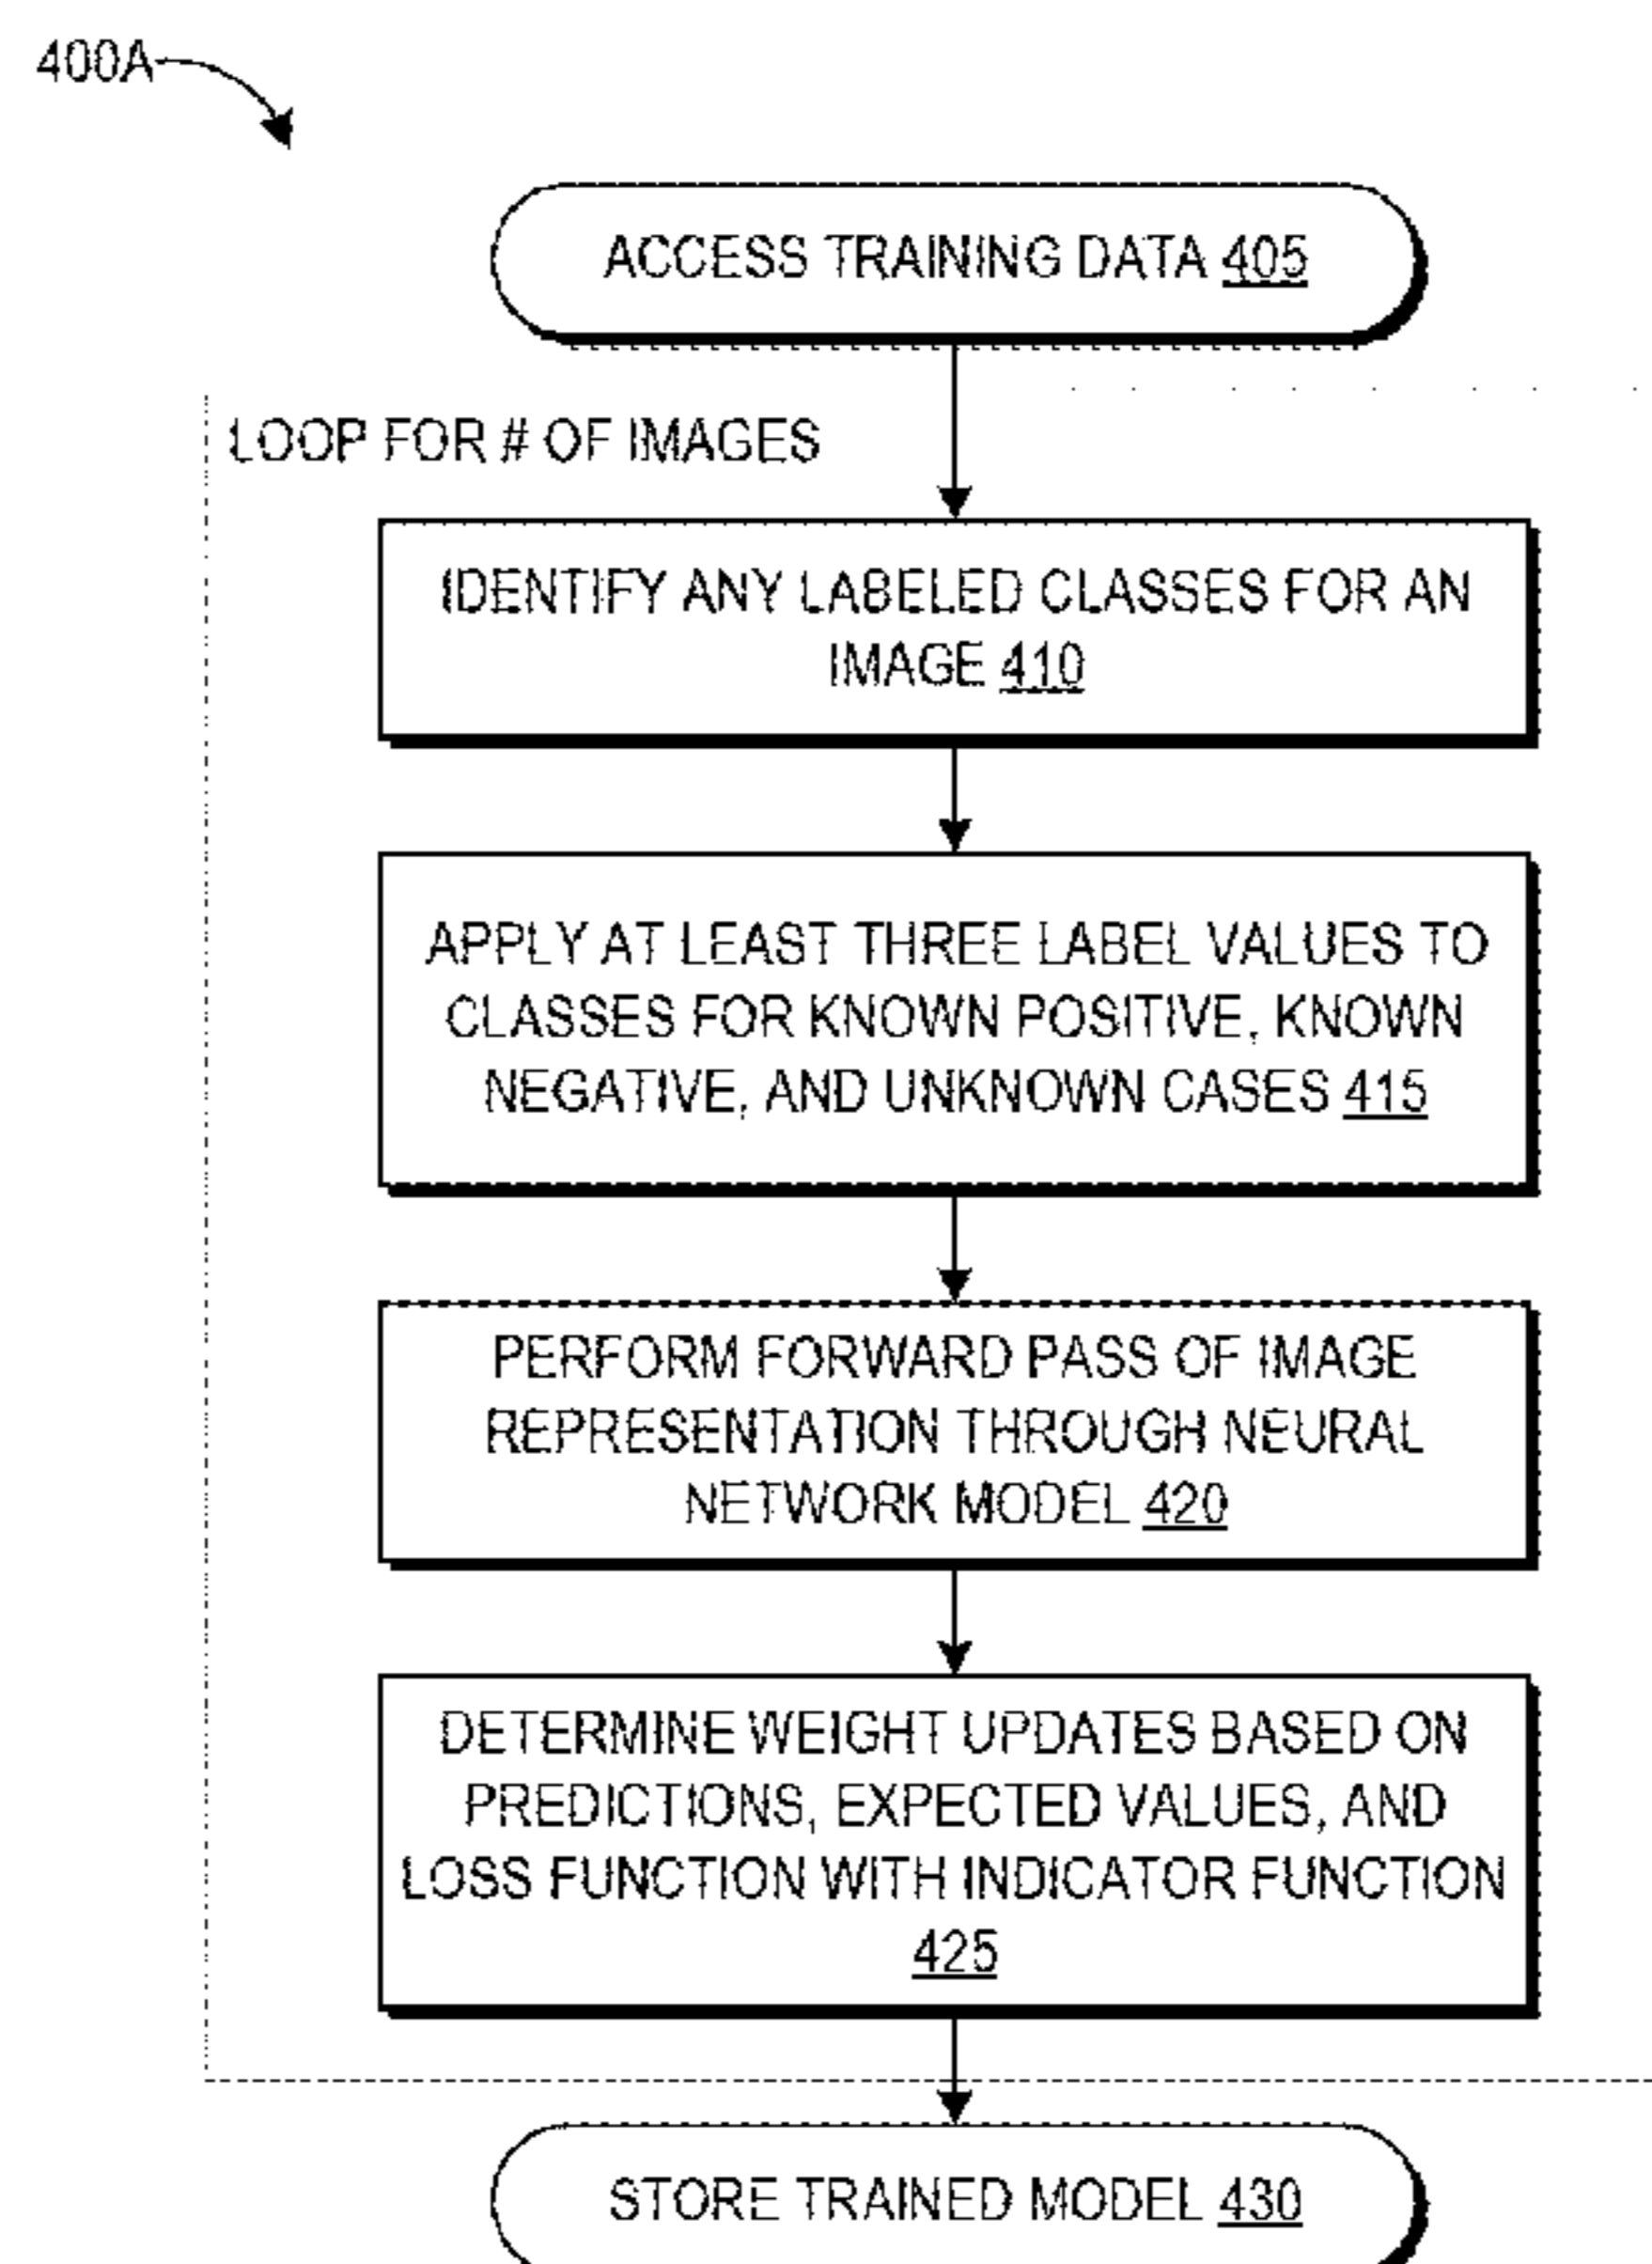 400A
ACCESS TRAINING DATA 405
LOOP FOR # OF IMAGES
IDENTIFY ANY LABELED CLASSES FOR AN
IMAGE 410
APPLY AT LEAST THREE LABEL VALUES TO
CLASSES FOR KNOWN POSITIVE, KNOWN
NEGATIVE, AND UNKNOWN CASES 415
PERFORM FORWARD PASS OF IMAGE
REPRESENTATION THROUGH NEURAL
NETWORK MODEL 420
DETERMINE WEIGHT UPDATES BASED ON
PREDICTIONS, EXPECTED VALUES, AND
LOSS FUNCTION WITH INDICATOR FUNCTION
425
STORE TRAINED MODEL 430